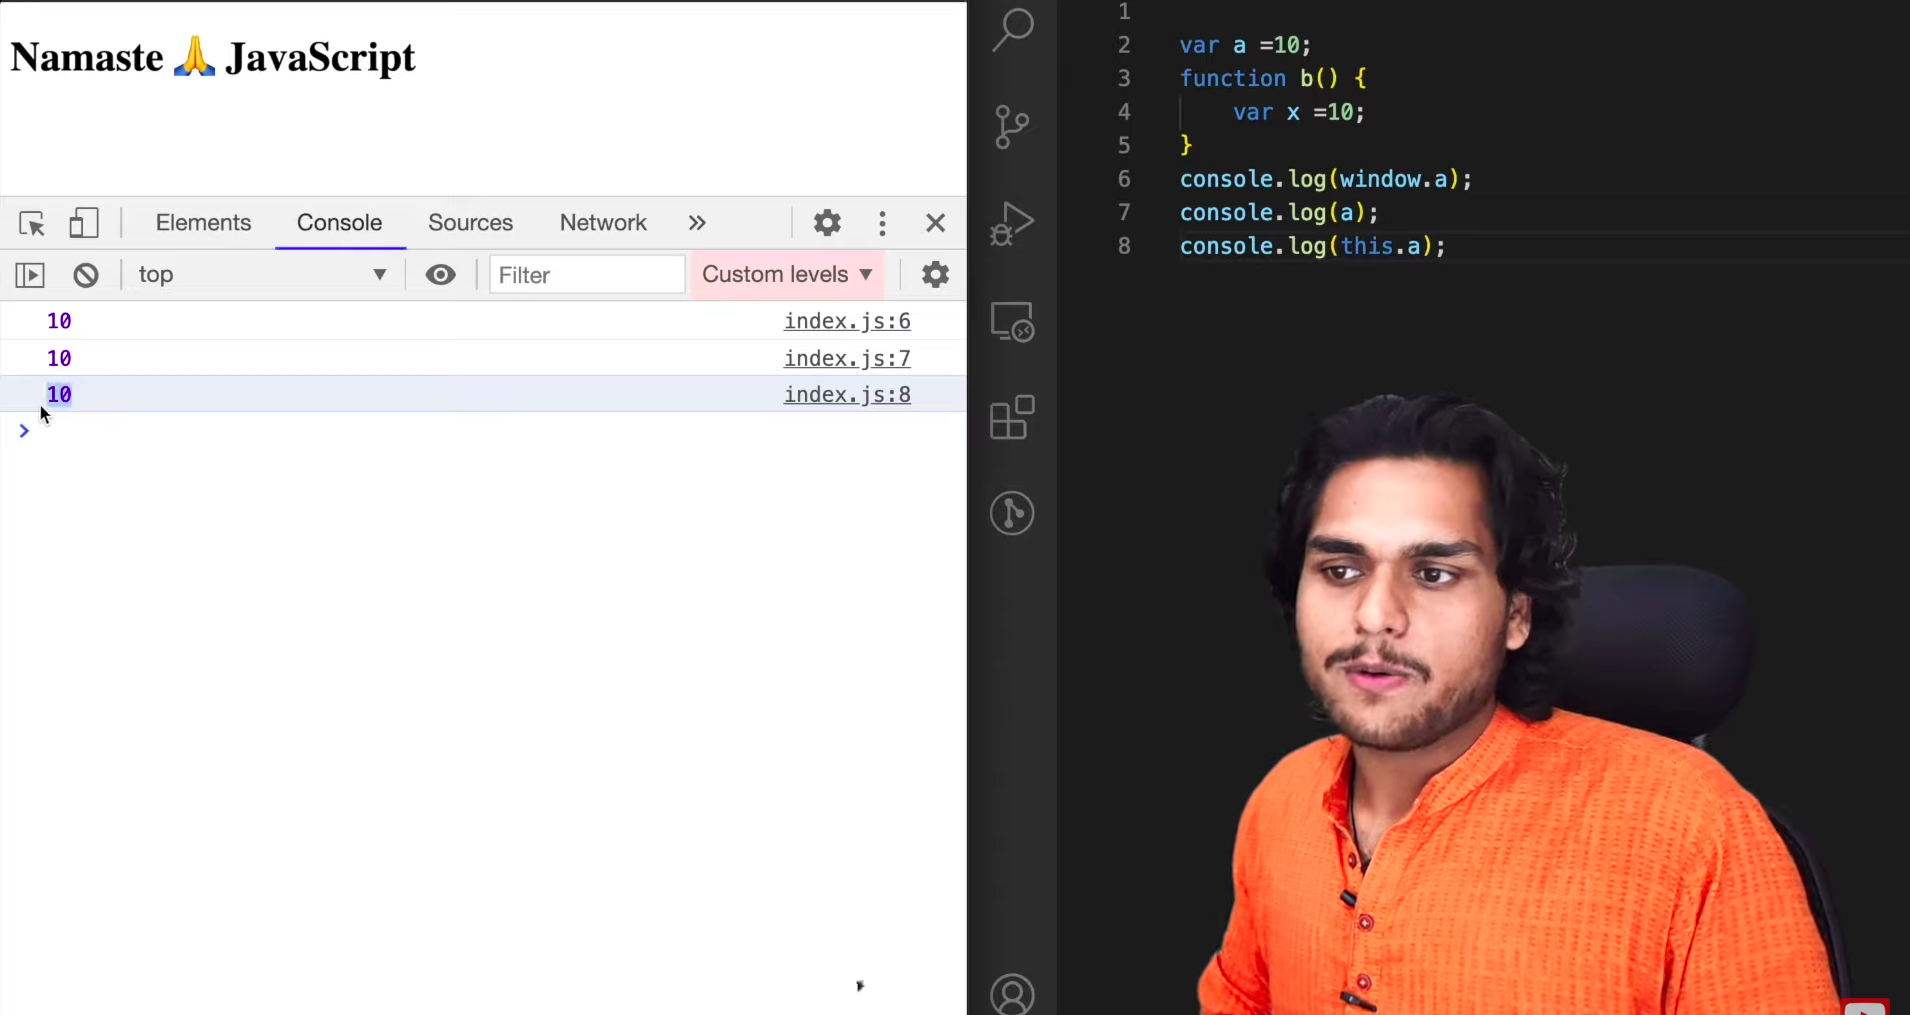 Namaste 🙏 JavaScript
Elements Console Sources Network »
top Filter Custom levels
10 index.js:6
10 index.js:7
10 index.js:8
>
1
2 var a =10;
3 function b() {
4 var x =10;
5 }
6 console.log(window.a);
7 console.log(a);
8 console.log(this.a);